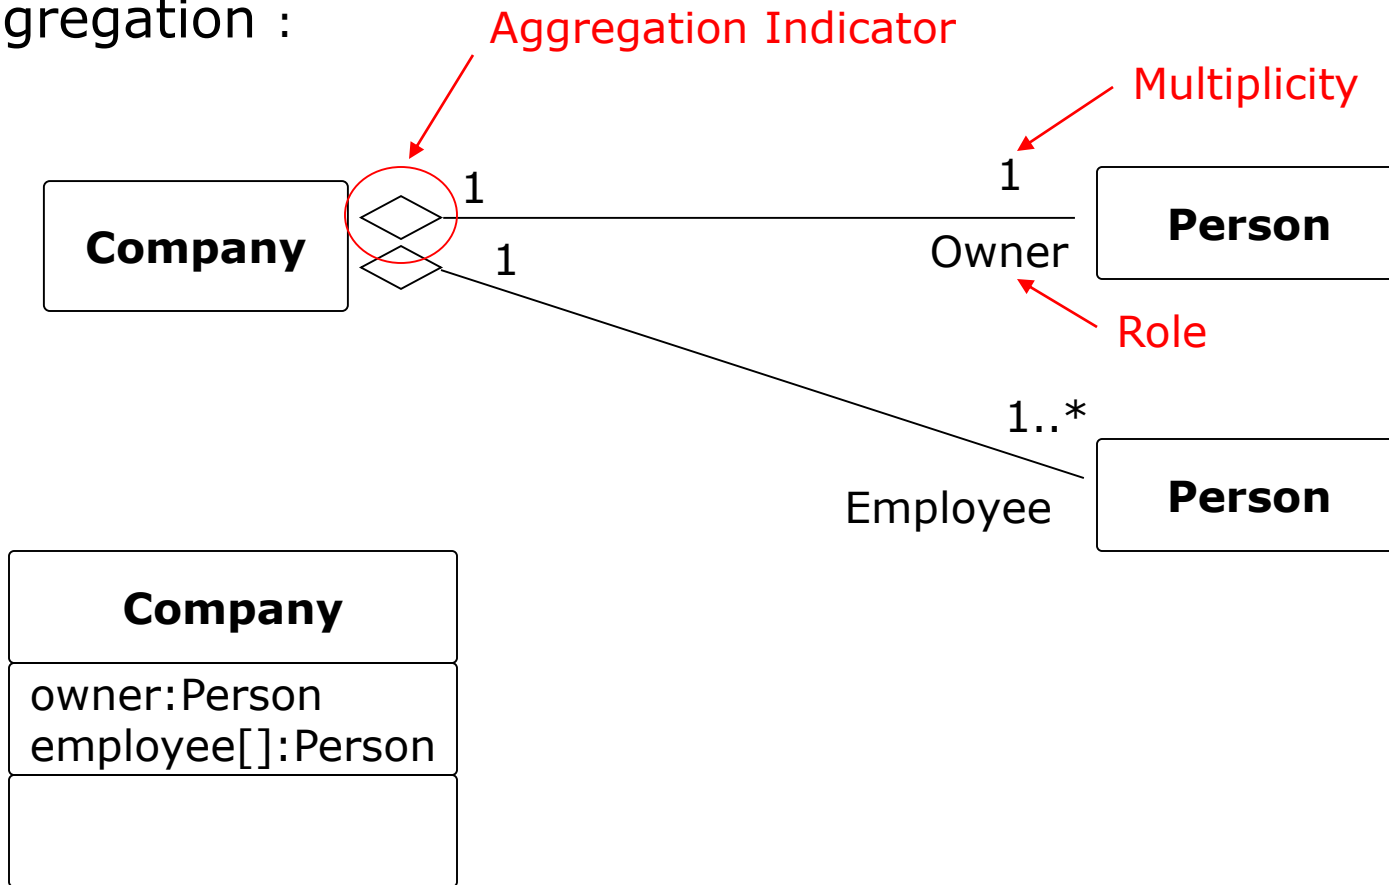 gregation :
Aggregation Indicator
Multiplicity
1
1
Company
Person
Owner
1
Role
1..*
Person
Employee
Company
owner:Person
employee[]:Person